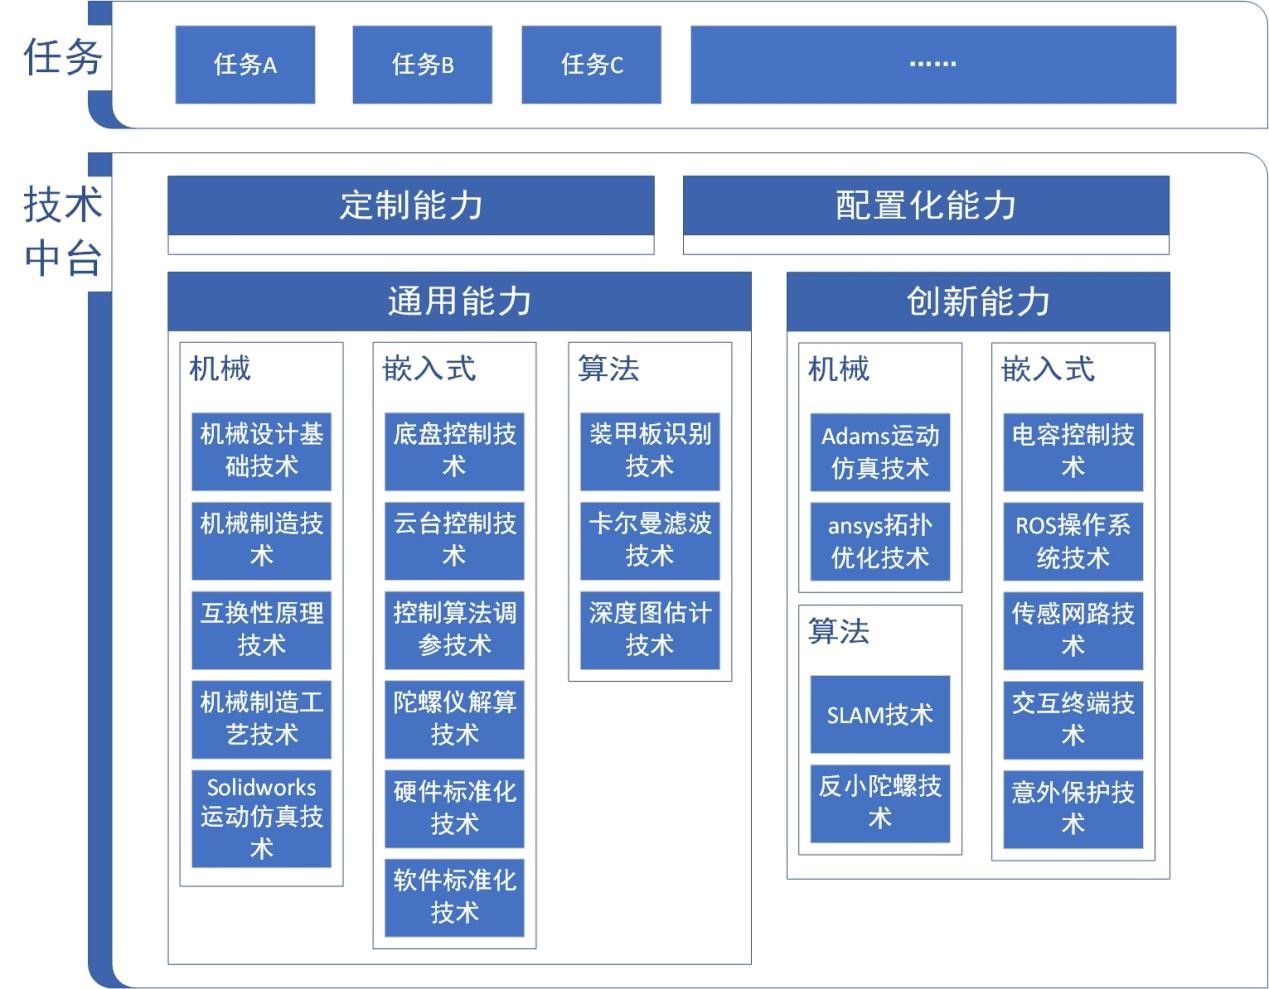 任务
任务A
任务B
任务C
······
技术
中台
定制能力
配置化能力
通用能力
机械
机械设计基
础技术
机械制造技
术
互换性原理
技术
机械制造工
艺技术
Solidworks
运动仿真技
术
嵌入式
底盘控制技
术
云台控制技
术
控制算法调
参技术
陀螺仪解算
技术
硬件标准化
技术
软件标准化
技术
算法
装甲板识别
技术
卡尔曼滤波
技术
深度图估计
技术
创新能力
机械
Adams运动
仿真技术
ansys拓扑
优化技术
算法
SLAM技术
反小陀螺技
术
嵌入式
电容控制技
术
ROS操作系
统技术
传感网路技
术
交互终端技
术
意外保护技
术